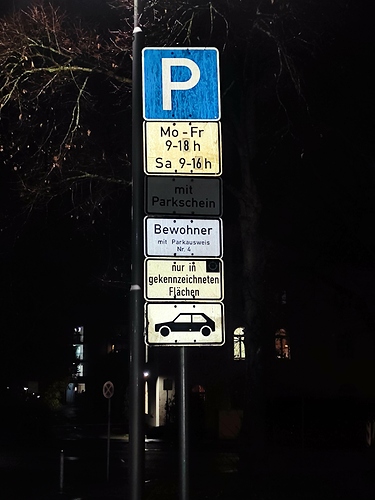 P
Mo - Fr
9-18 h
Sa 9-16 h
mit
Parkschein
Bewohner
mit Parkausweis
Nr. 4
nur in
gekennzeichneten
Flächen